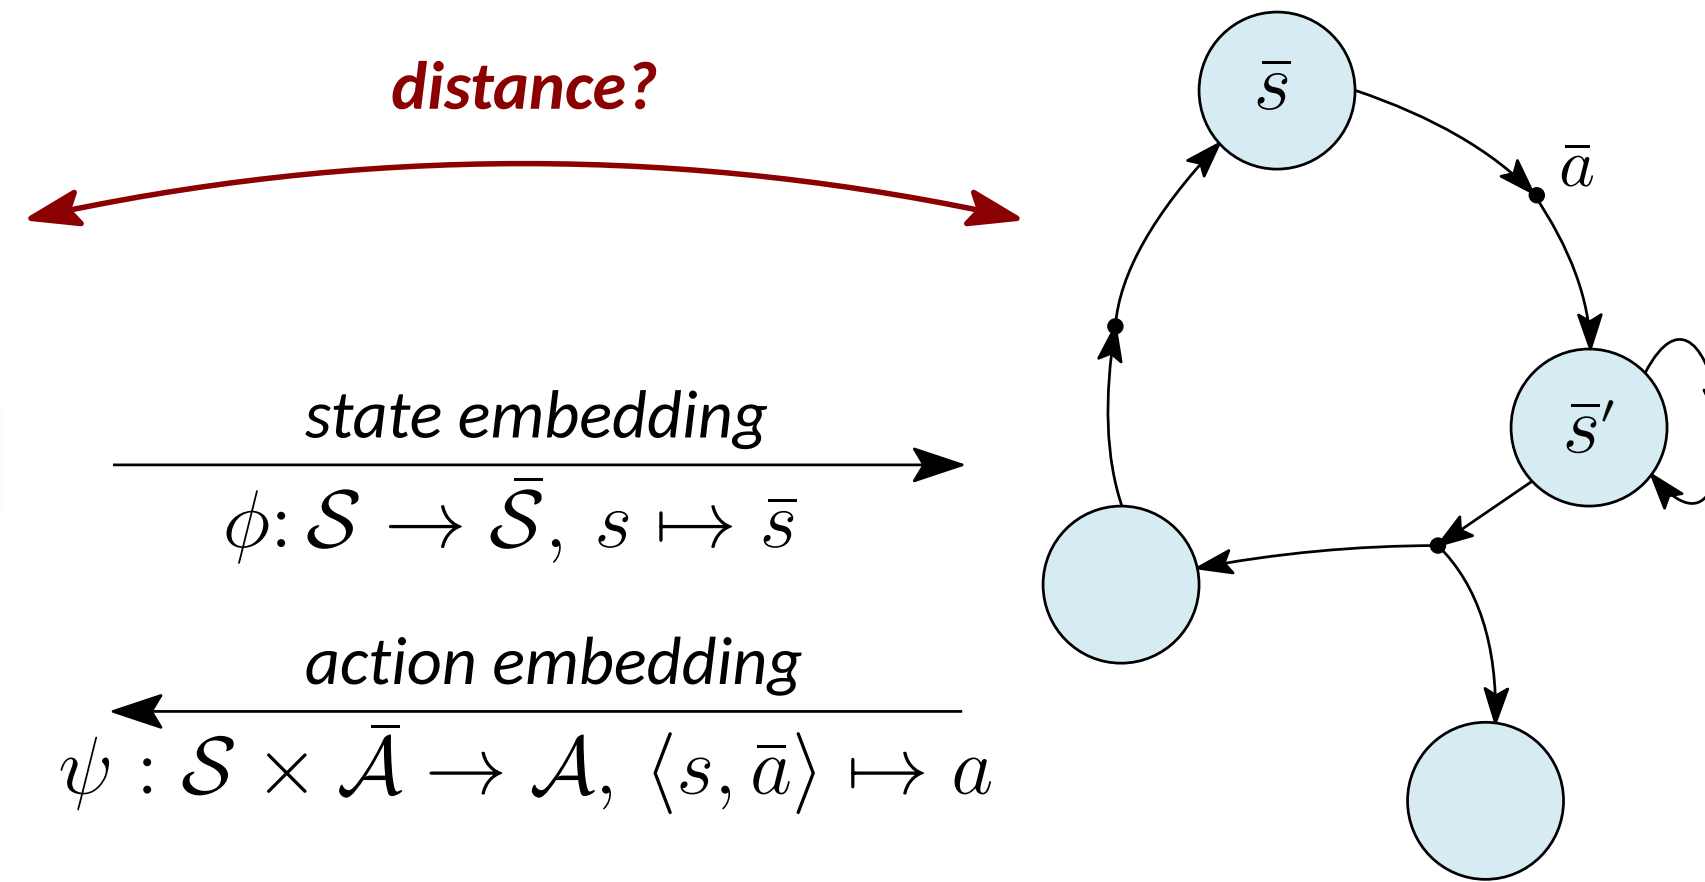 distance?
s̄
ā
s̄′
state embedding
ϕ: 𝒮 → 𝒮̄, s ↦ s̄
action embedding
ψ : 𝒮 × 𝒜̄ → 𝒜, ⟨s, ā⟩ ↦ a